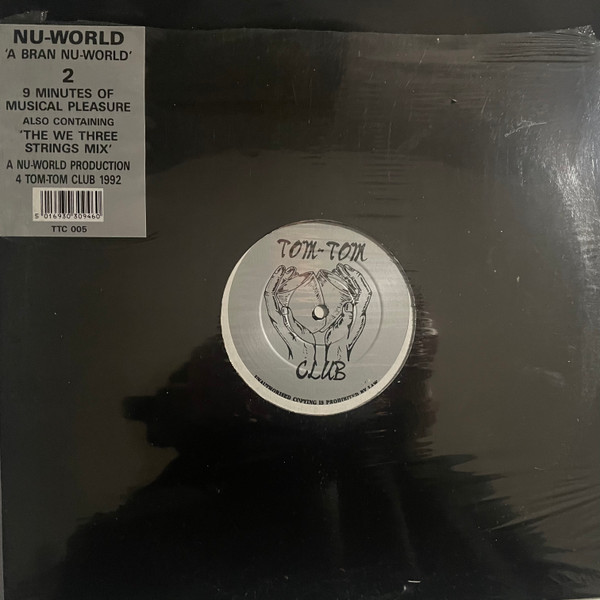 NU-WORLD
'A BRAN NU-WORLD'
2
9 MINUTES OF
MUSICAL PLEASURE
ALSO CONTAINING
'THE WE THREE
STRINGS MIX'
A NU-WORLD PRODUCTION
4 TOM-TOM CLUB 1992
5 016930 309460
TTC 005
TOM-TOM
CLUB
UNAUTHORISED COPYING IS PROHIBITED BY LAW